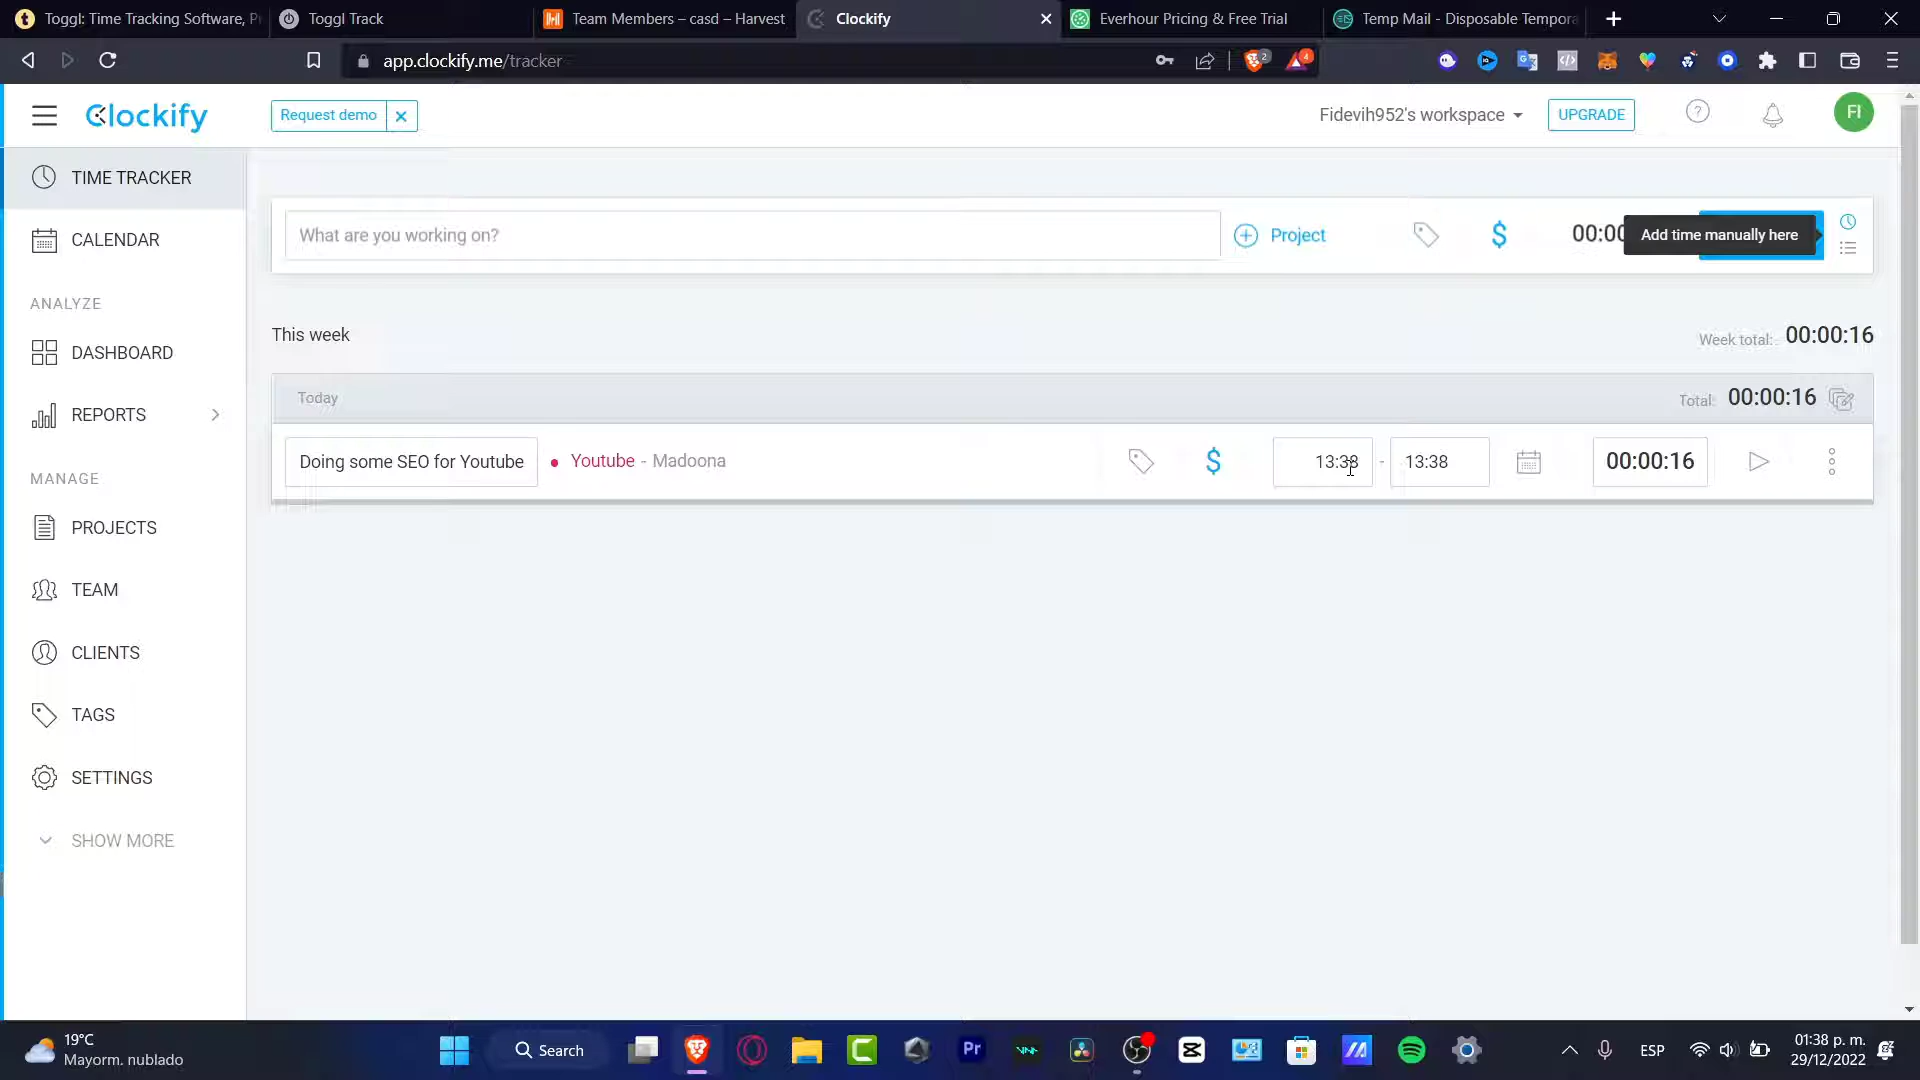 Toggl: Time Tracking Software,
Toggl Track
Team Members – casd – Harvest
Clockify
Everhour Pricing & Free Trial
Temp Mail - Disposable Tempora
app.clockify.me/tracker
2
4
Clockify
Request demo
Fidevih952's workspace
UPGRADE
FI
TIME TRACKER
CALENDAR
ANALYZE
DASHBOARD
REPORTS
MANAGE
PROJECTS
TEAM
CLIENTS
TAGS
SETTINGS
SHOW MORE
What are you working on?
Project
$
00:00
Add time manually here
This week
Week total: 00:00:16
Today
Total: 00:00:16
Doing some SEO for Youtube
Youtube - Madoona
$
13:38 - 13:38
00:00:16
19°C
Mayorm. nublado
Search
Pr
ESP
01:38 p. m.
29/12/2022